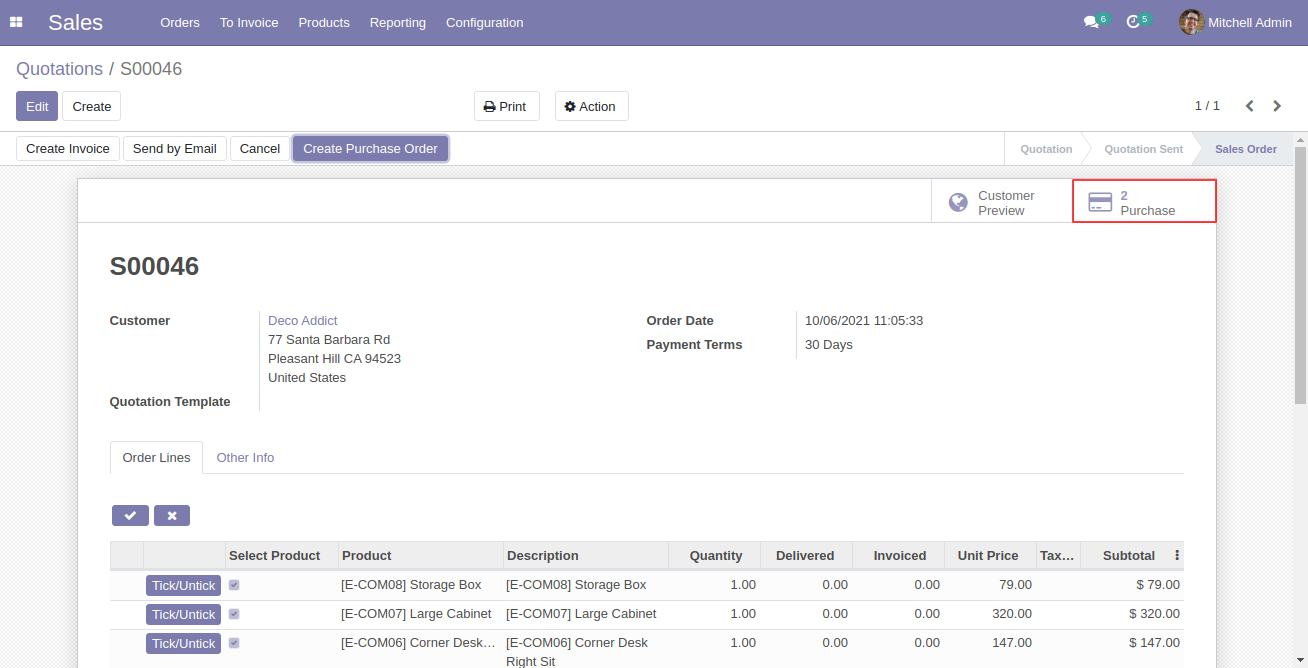 Sales Orders To Invoice Products Reporting Configuration 6 5 Mitchell Admin
Quotations / S00046
Edit Create Print Action 1 / 1
Create Invoice Send by Email Cancel Create Purchase Order Quotation Quotation Sent Sales Order
Customer Preview
2 Purchase
S00046
Customer Deco Addict
77 Santa Barbara Rd
Pleasant Hill CA 94523
United States
Quotation Template
Order Date 10/06/2021 11:05:33
Payment Terms 30 Days
Order Lines Other Info
Select Product Product Description Quantity Delivered Invoiced Unit Price Tax... Subtotal
Tick/Untick [E-COM08] Storage Box [E-COM08] Storage Box 1.00 0.00 0.00 79.00 $ 79.00
Tick/Untick [E-COM07] Large Cabinet [E-COM07] Large Cabinet 1.00 0.00 0.00 320.00 $ 320.00
Tick/Untick [E-COM06] Corner Desk... [E-COM06] Corner Desk 1.00 0.00 0.00 147.00 $ 147.00
Right Sit